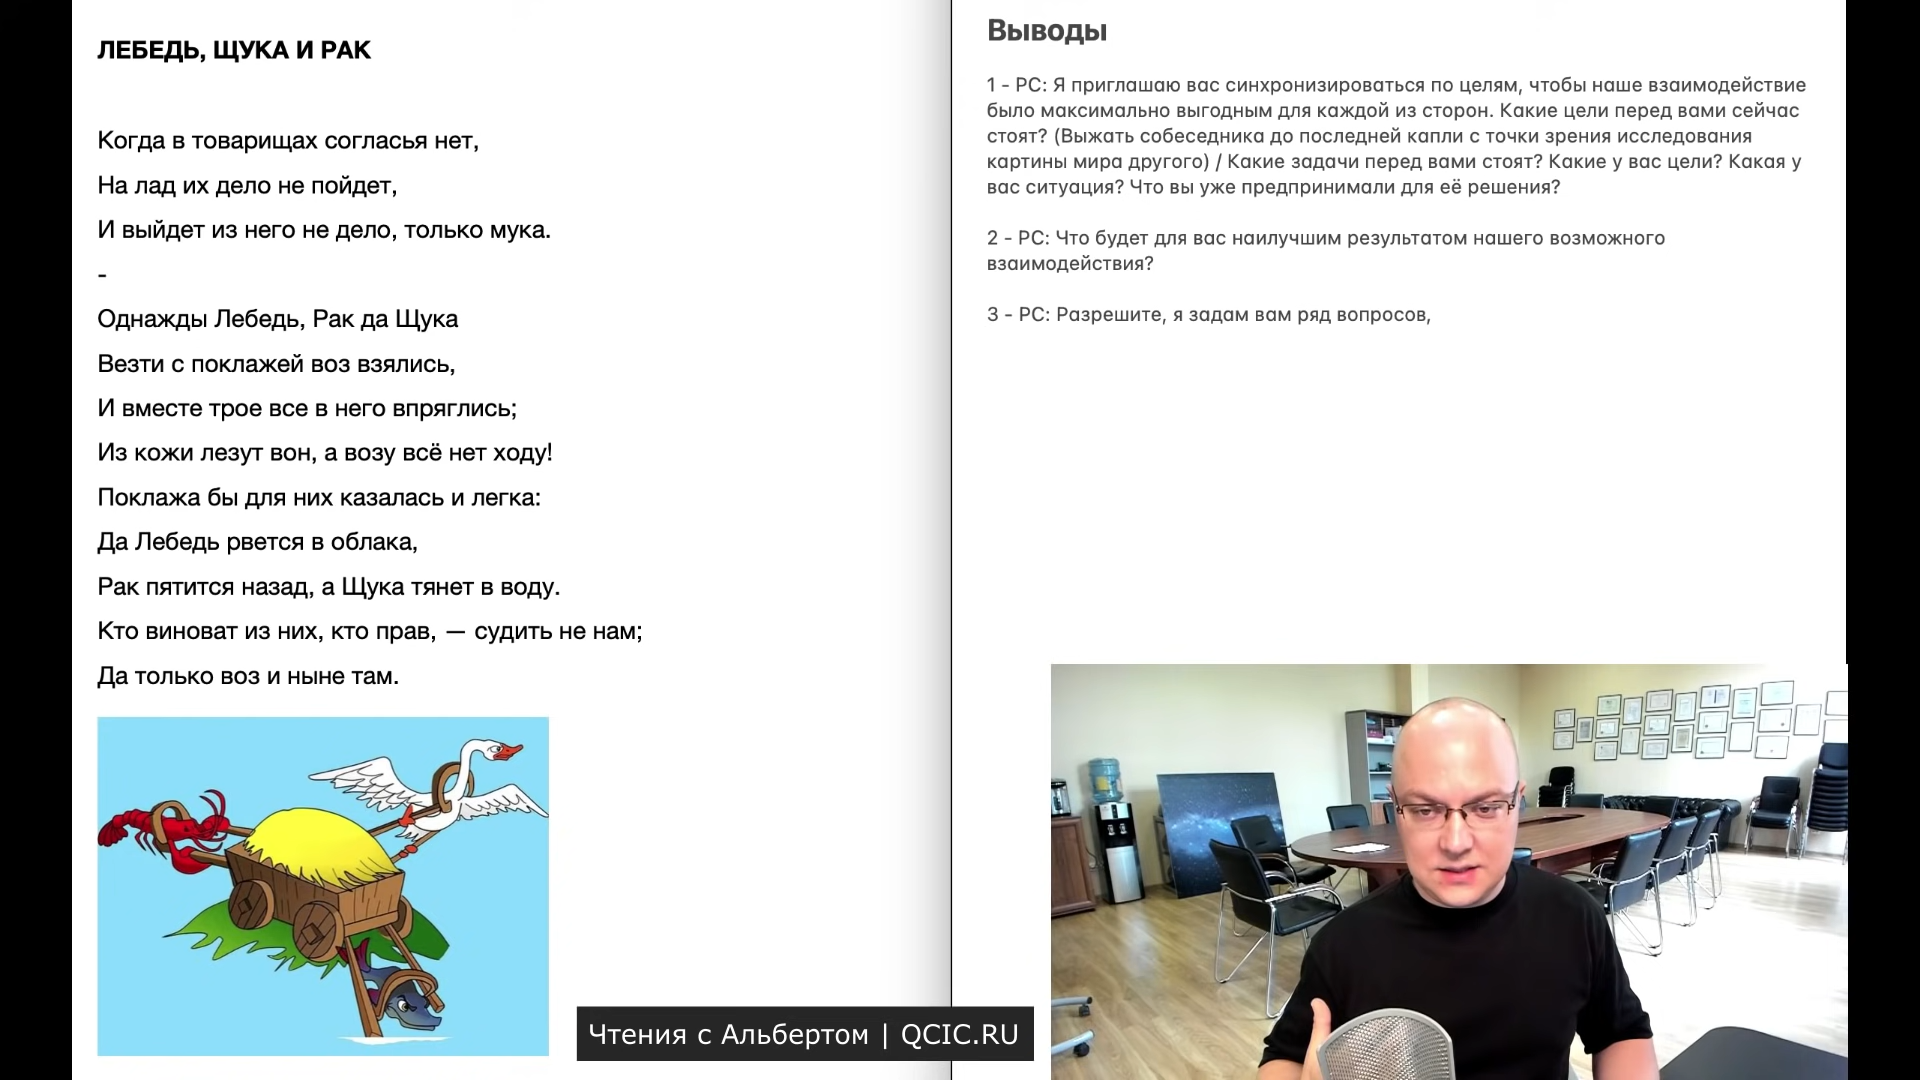 ЛЕБЕДЬ, ЩУКА И РАК
Когда в товарищах согласья нет,
На лад их дело не пойдет,
И выйдет из него не дело, только мука.
-
Однажды Лебедь, Рак да Щука
Везти с поклажей воз взялись,
И вместе трое все в него впряглись;
Из кожи лезут вон, а возу всё нет ходу!
Поклажа бы для них казалась и легка:
Да Лебедь рвется в облака,
Рак пятится назад, а Щука тянет в воду.
Кто виноват из них, кто прав, — судить не нам;
Да только воз и ныне там.
Выводы
1 - РС: Я приглашаю вас синхронизироваться по целям, чтобы наше взаимодействие
было максимально выгодным для каждой из сторон. Какие цели перед вами сейчас
стоят? (Выжать собеседника до последней капли с точки зрения исследования
картины мира другого) / Какие задачи перед вами стоят? Какие у вас цели? Какая у
вас ситуация? Что вы уже предпринимали для её решения?
2 - РС: Что будет для вас наилучшим результатом нашего возможного
взаимодействия?
3 - РС: Разрешите, я задам вам ряд вопросов,
Чтения с Альбертом | QCIC.RU